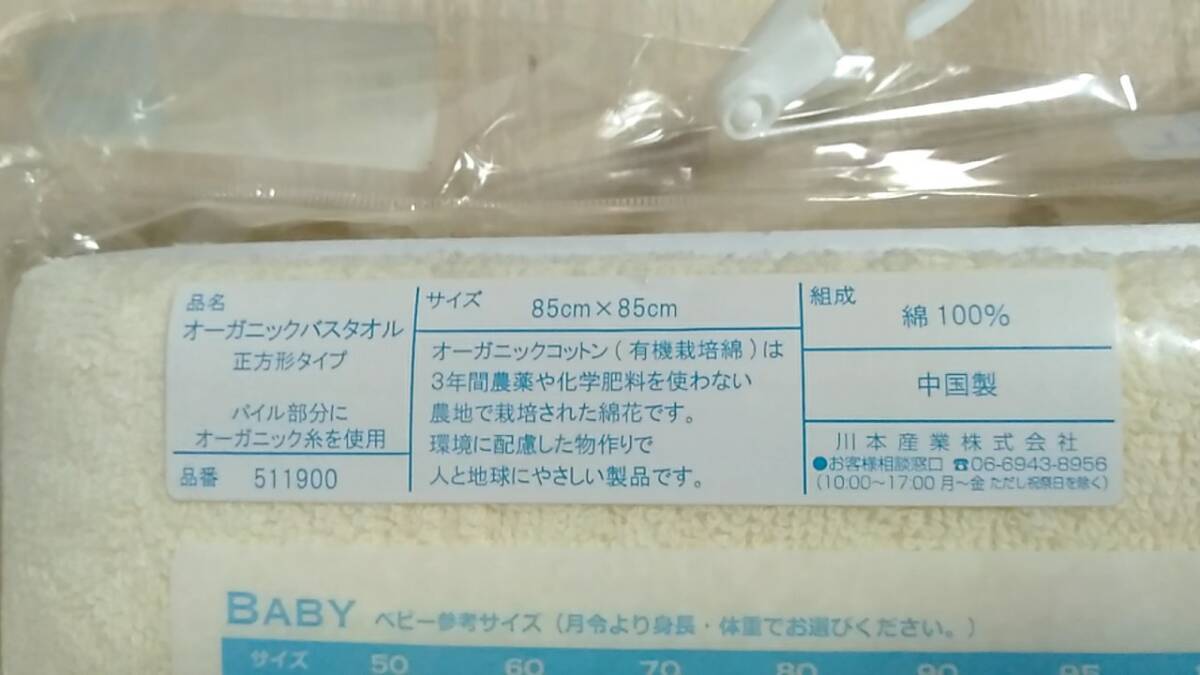 品名
オーガニックバスタオル
正方形タイプ
パイル部分に
オーガニック糸を使用
品番 511900
サイズ 85cm×85cm
オーガニックコットン(有機栽培綿)は
3年間農薬や化学肥料を使わない
農地で栽培された綿花です。
環境に配慮した物作りで
人と地球にやさしい製品です。
組成
綿100%
中国製
川本産業株式会社
●お客様相談窓口 ☎06-6943-8956
(10:00〜17:00 月〜金 ただし祝祭日を除く)
BABY ベビー参考サイズ(月令より身長・体重でお選びください。)
サイズ 50 60 70 80 90 95